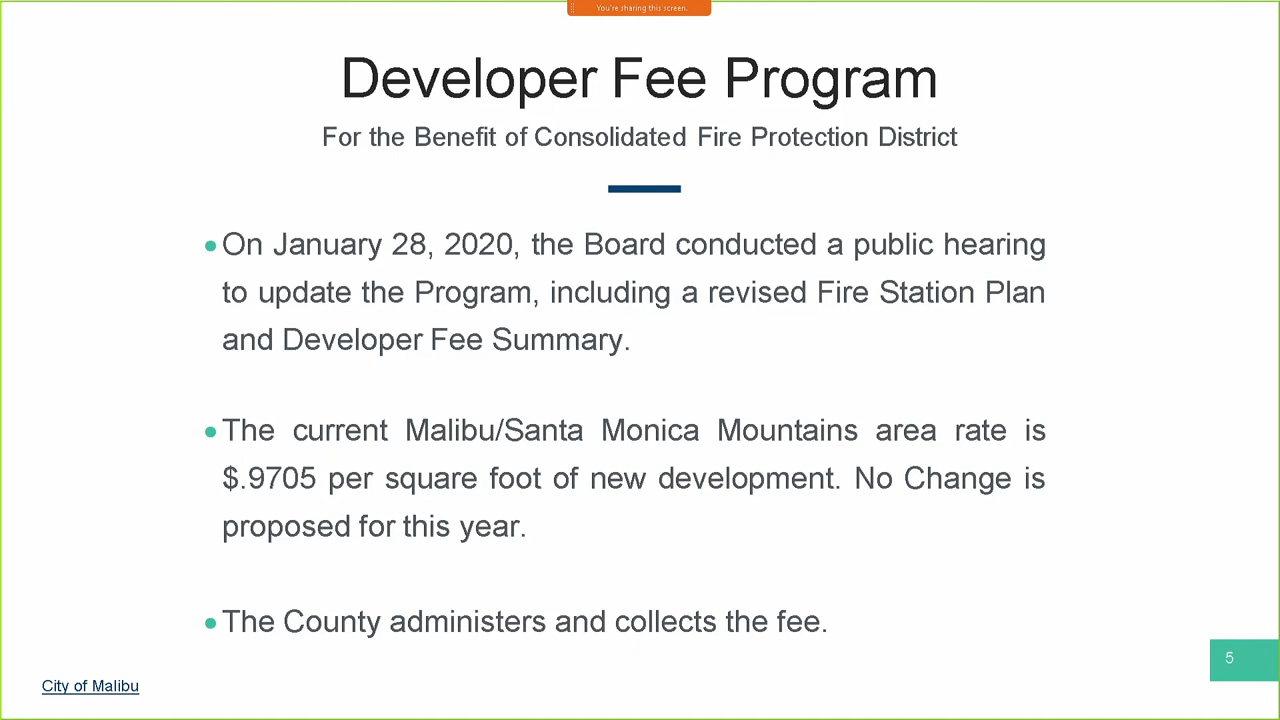 You're sharing this screen.
Developer Fee Program
For the Benefit of Consolidated Fire Protection District
•On January 28, 2020, the Board conducted a public hearing
to update the Program, including a revised Fire Station Plan
and Developer Fee Summary.
•The current Malibu/Santa Monica Mountains area rate is
$.9705 per square foot of new development. No Change is
proposed for this year.
•The County administers and collects the fee.
5
City of Malibu